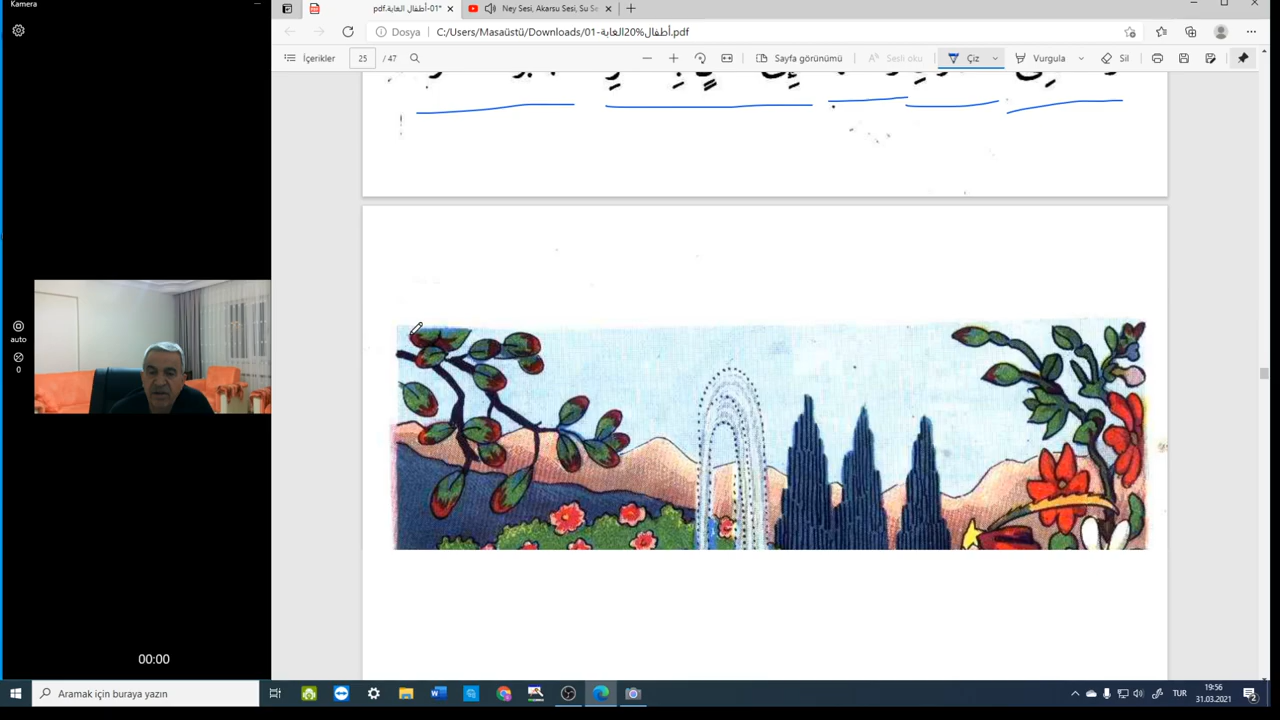 Kamera
01-أطفال الغابة.pdf*
Ney Sesi, Akarsu Sesi, Su Se
Dosya
C:/Users/Masaüstü/Downloads/01-أطفال%20الغابة.pdf
İçerikler
25
/ 47
Sayfa görünümü
Sesli oku
Çiz
Vurgula
Sil
auto
0
00:00
Aramak için buraya yazın
TUR
19:56
31.03.2021
2